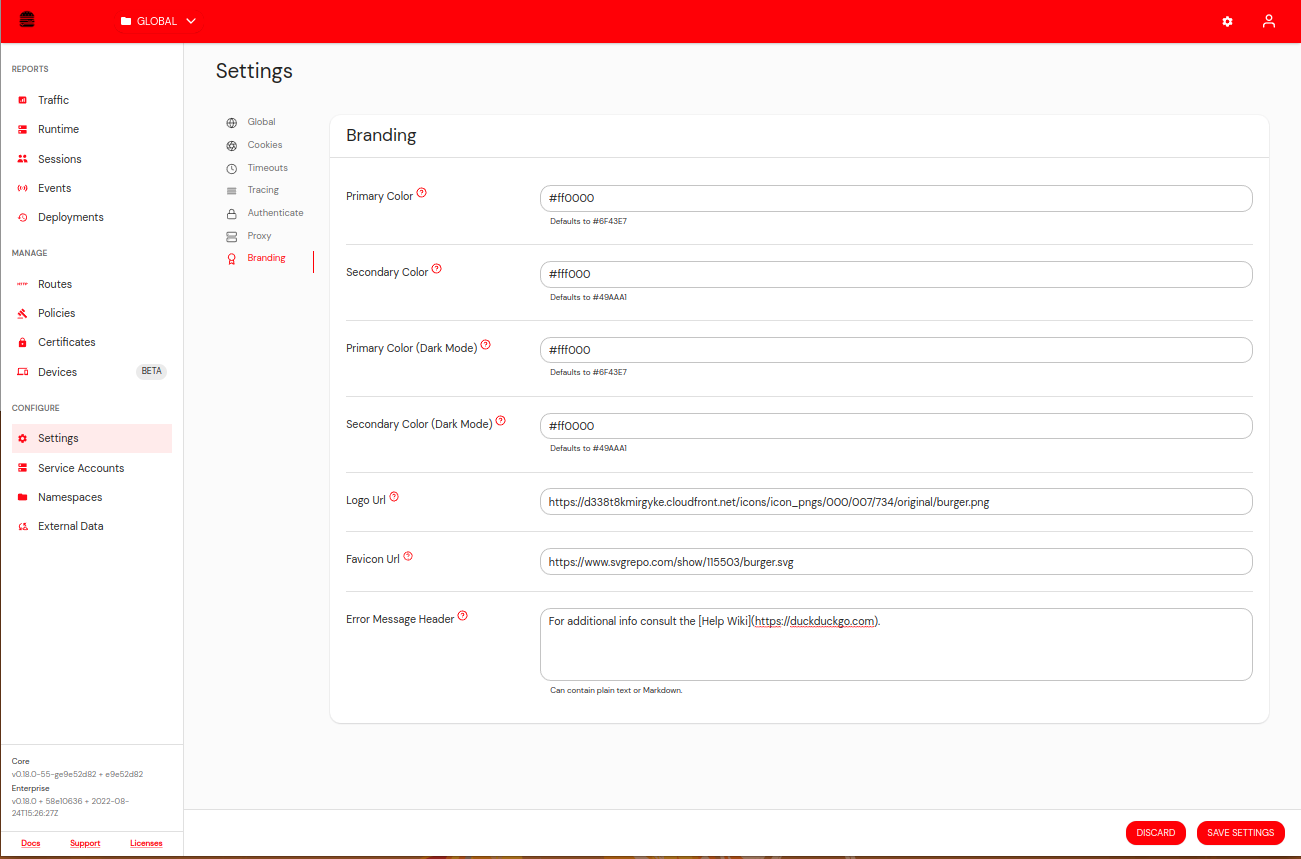 GLOBAL
REPORTS
Traffic
Runtime
Sessions
Events
Deployments
MANAGE
Routes
Policies
Certificates
Devices BETA
CONFIGURE
Settings
Service Accounts
Namespaces
External Data
Core
v0.18.0-55-ge9e52d82 + e9e52d82
Enterprise
v0.18.0 + 58e10636 + 2022-08-
24T15:26:27Z
Docs Support Licenses
Settings
Global
Cookies
Timeouts
Tracing
Authenticate
Proxy
Branding
Branding
Primary Color #ff0000
Defaults to #6F43E7
Secondary Color #fff000
Defaults to #49AAA1
Primary Color (Dark Mode) #fff000
Defaults to #6F43E7
Secondary Color (Dark Mode) #ff0000
Defaults to #49AAA1
Logo Url https://d338t8kmirgyke.cloudfront.net/icons/icon_pngs/000/007/734/original/burger.png
Favicon Url https://www.svgrepo.com/show/115503/burger.svg
Error Message Header For additional info consult the [Help Wiki](https://duckduckgo.com).
Can contain plain text or Markdown.
DISCARD SAVE SETTINGS